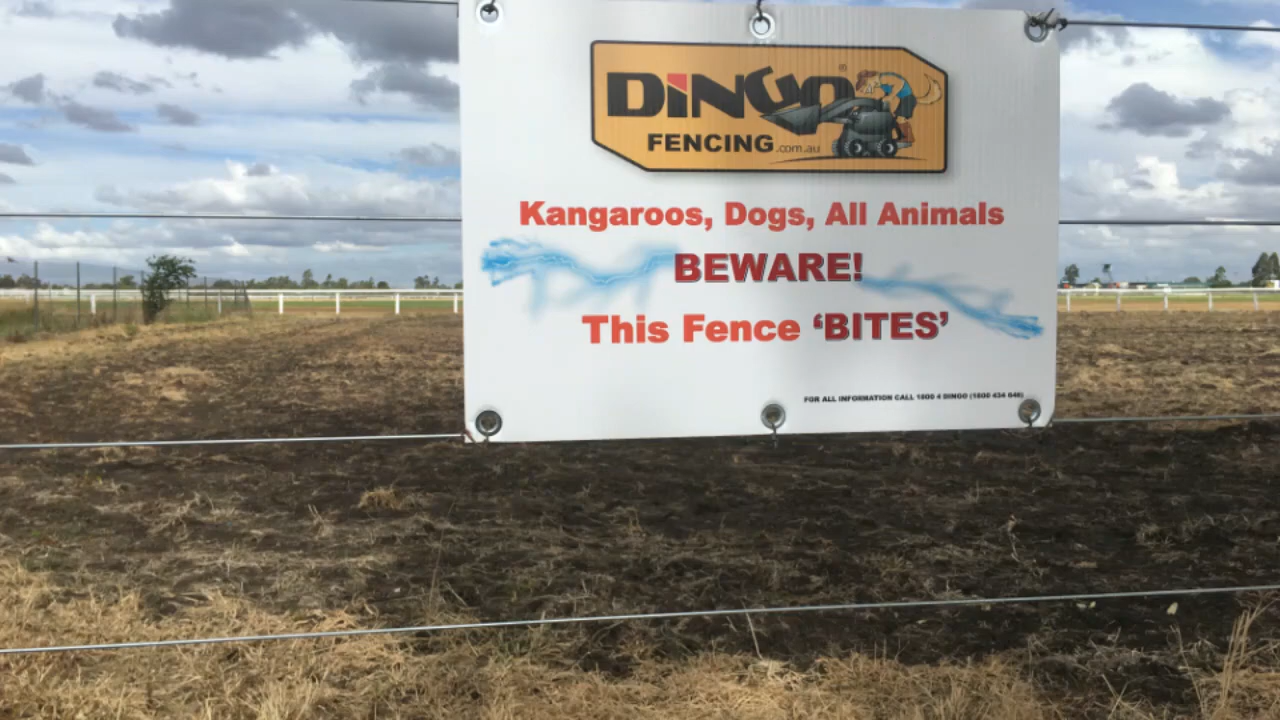 DINGO®
FENCING.com.au
Kangaroos, Dogs, All Animals
BEWARE!
This Fence ‘BITES’
FOR ALL INFORMATION CALL 1800 4 DINGO (1800 434 646)